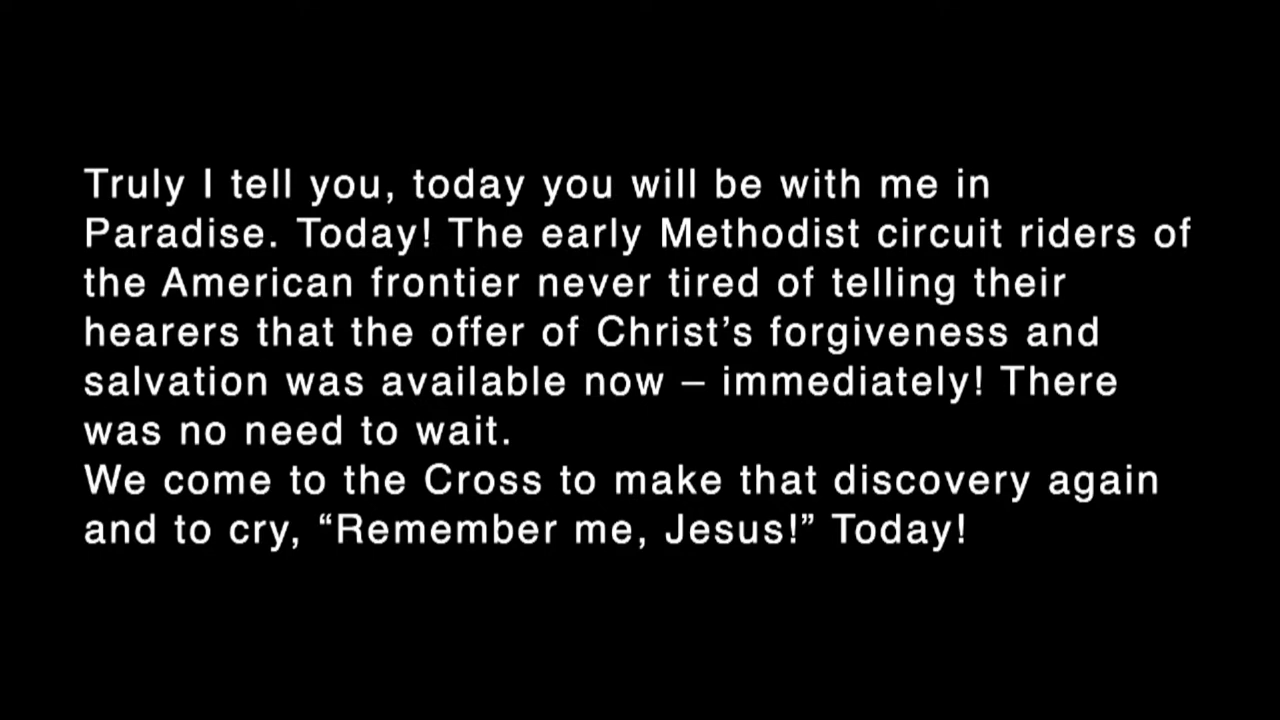 Truly I tell you, today you will be with me in
Paradise. Today! The early Methodist circuit riders of
the American frontier never tired of telling their
hearers that the offer of Christ’s forgiveness and
salvation was available now – immediately! There
was no need to wait.
We come to the Cross to make that discovery again
and to cry, “Remember me, Jesus!” Today!